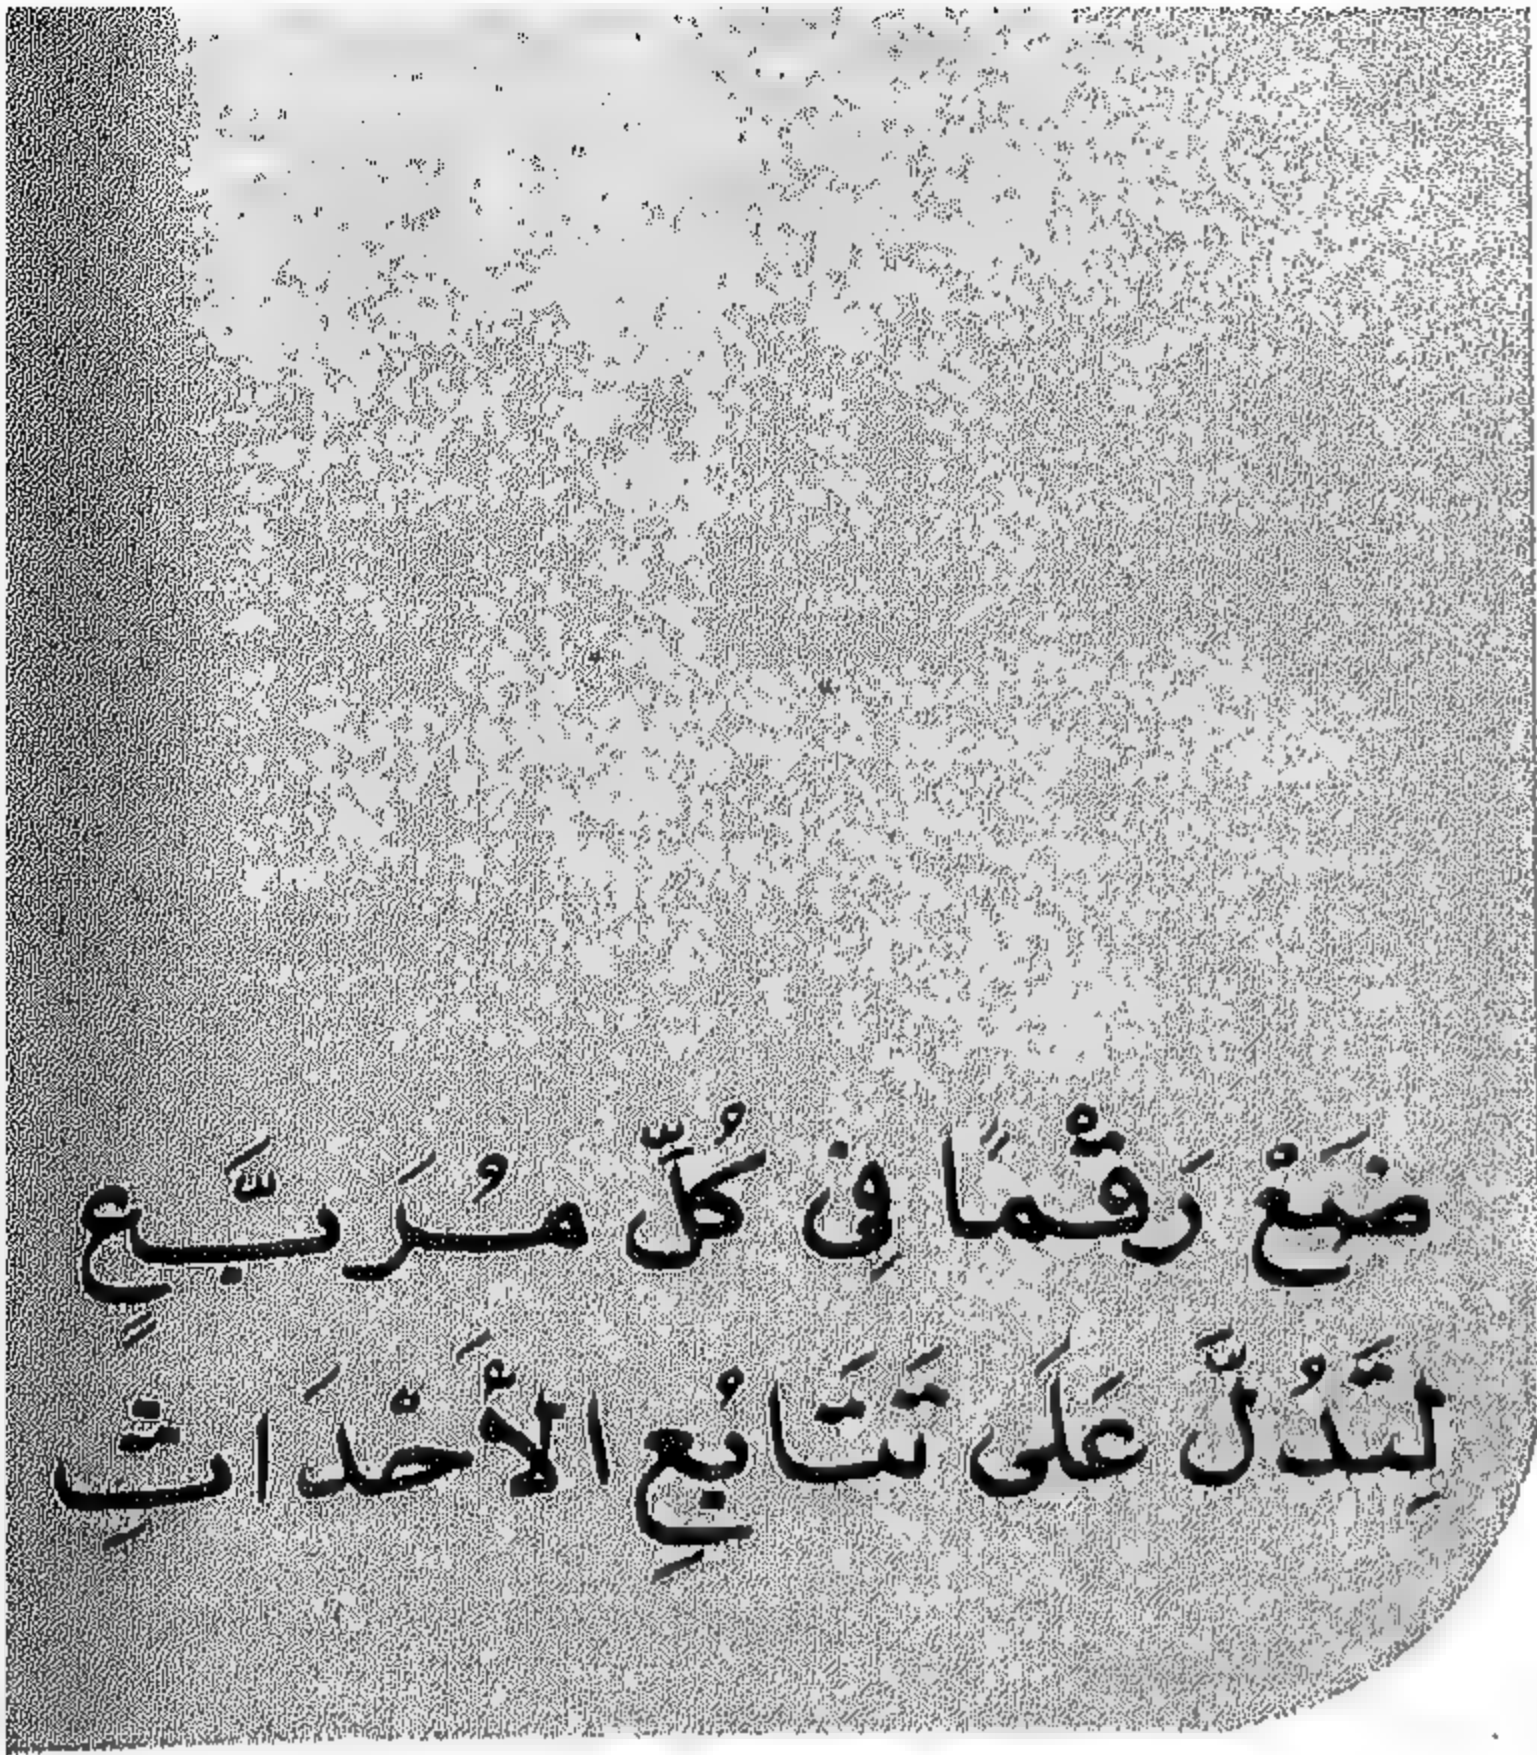 ضَعْ رَقْمًا فِى كُلِّ مُرَبَّعٍ
لِتَدُلَّ عَلَى تَتَابُعِ الأَحْدَاثِ